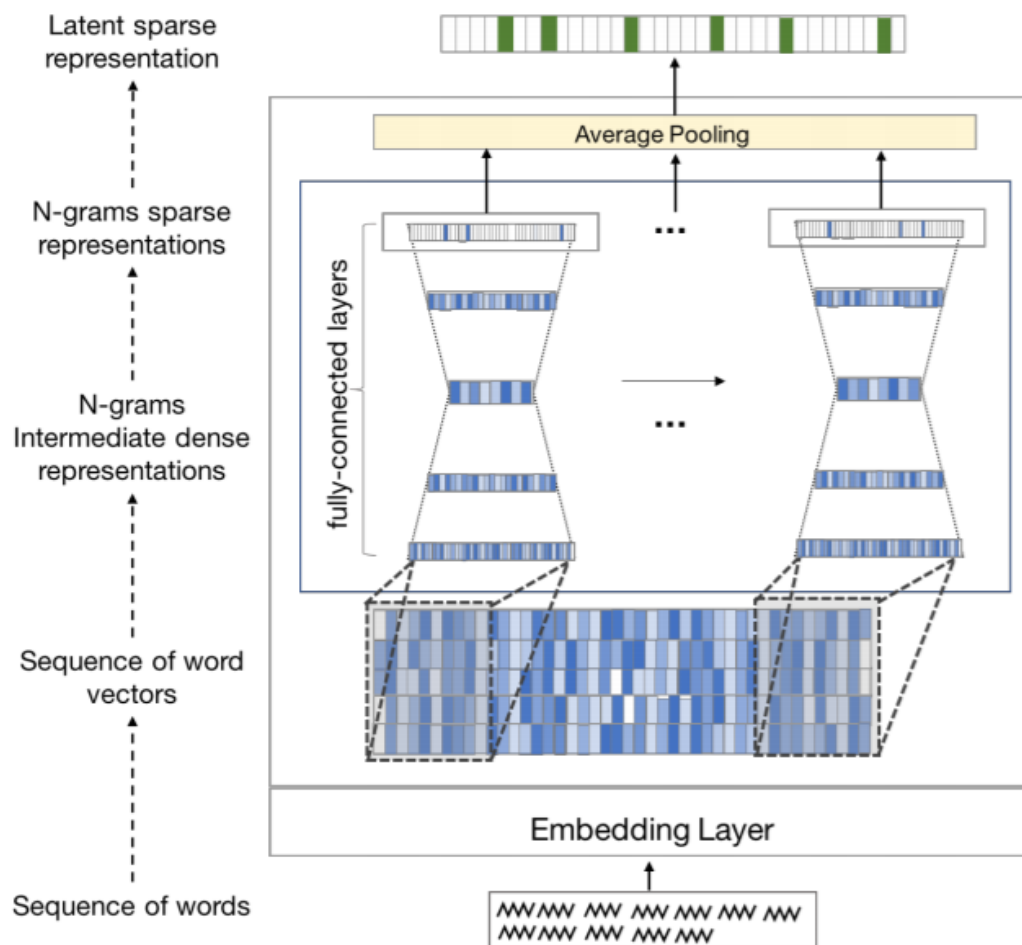 Latent sparse
representation
Average Pooling
N-grams sparse
representations
...
...
fully-connected layers
N-grams
Intermediate dense
representations
Sequence of word
vectors
Embedding Layer
Sequence of words